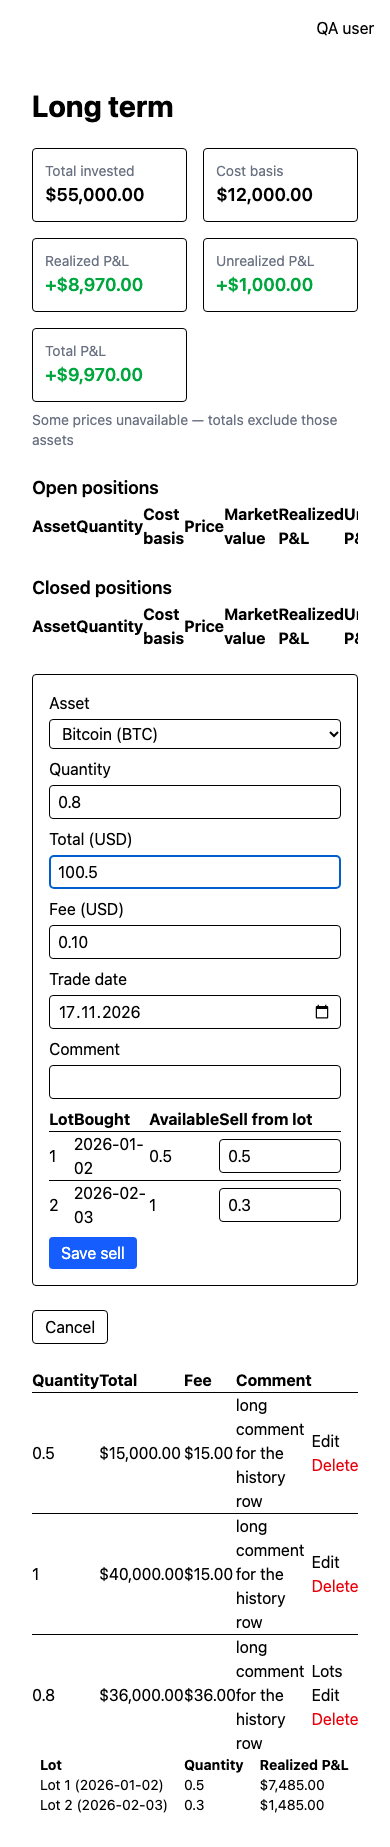 QA user
Long term
Total invested
$55,000.00
Cost basis
$12,000.00
Realized P&L
+$8,970.00
Unrealized P&L
+$1,000.00
Total P&L
+$9,970.00
Some prices unavailable — totals exclude those
assets
Open positions
Asset Quantity Cost basis Price Market value Realized P&L
Closed positions
Asset Quantity Cost basis Price Market value Realized P&L
Asset
Bitcoin (BTC)
Quantity
0.8
Total (USD)
100.5
Fee (USD)
0.10
Trade date
17.11.2026
Comment
Lot Bought Available Sell from lot
1 2026-01-02 0.5 0.5
2 2026-02-03 1 0.3
Save sell
Cancel
Quantity Total Fee Comment
0.5 $15,000.00 $15.00 long comment for the history row Edit Delete
1 $40,000.00 $15.00 long comment for the history row Edit Delete
0.8 $36,000.00 $36.00 long comment for the history row Lots Edit Delete
Lot Quantity Realized P&L
Lot 1 (2026-01-02) 0.5 $7,485.00
Lot 2 (2026-02-03) 0.3 $1,485.00